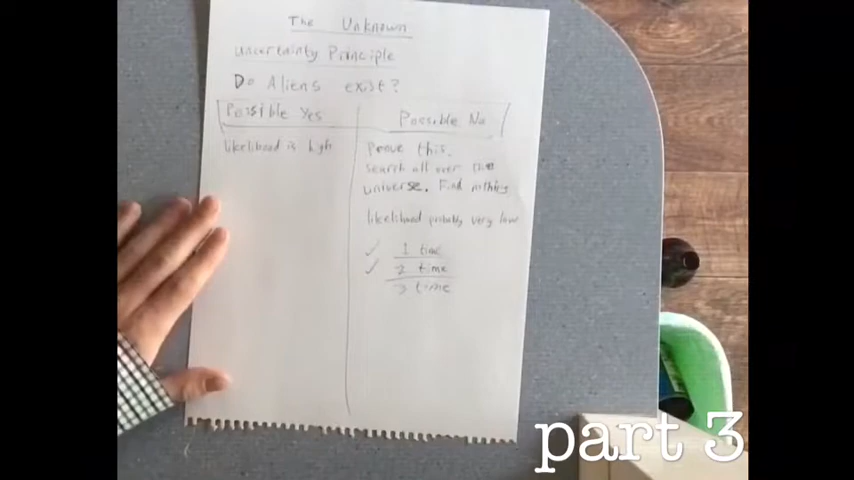 The Unknown
uncertainty Principle
Do Aliens exist?
Possible Yes
Possible No
likelihood is high
Prove this.
search all over the
universe. Find nothing
likelihood probably very low
✓ 1 time
✓ 2 time
3 time
part 3